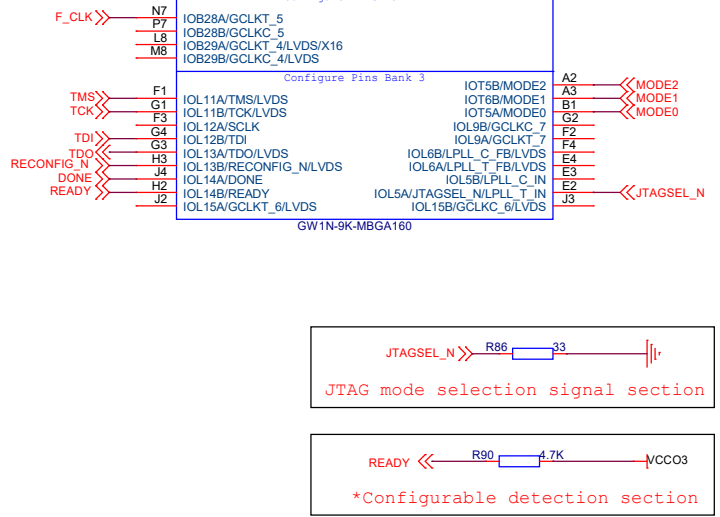 F_CLK N7 IOB28A/GCLKT_5
P7 IOB28B/GCLKC_5
L8 IOB29A/GCLKT_4/LVDS/X16
M8 IOB29B/GCLKC_4/LVDS
Configure Pins Bank 3
IOT5B/MODE2 A2 MODE2
TMS F1 IOL11A/TMS/LVDS IOT6B/MODE1 A3 MODE1
TCK G1 IOL11B/TCK/LVDS IOT5A/MODE0 B1 MODE0
F3 IOL12A/SCLK IOL9B/GCLKC_7 G2
TDI G4 IOL12B/TDI IOL9A/GCLKT_7 F2
TDO G3 IOL13A/TDO/LVDS IOL6B/LPLL_C_FB/LVDS F4
RECONFIG_N H3 IOL13B/RECONFIG_N/LVDS IOL6A/LPLL_T_FB/LVDS E4
DONE J4 IOL14A/DONE IOL5B/LPLL_C_IN E3
READY H2 IOL14B/READY IOL5A/JTAGSEL_N/LPLL_T_IN E2 JTAGSEL_N
J2 IOL15A/GCLKT_6/LVDS IOL15B/GCLKC_6/LVDS J3
GW1N-9K-MBGA160
JTAGSEL_N R86 33
JTAG mode selection signal section
READY R90 4.7K VCCO3
*Configurable detection section